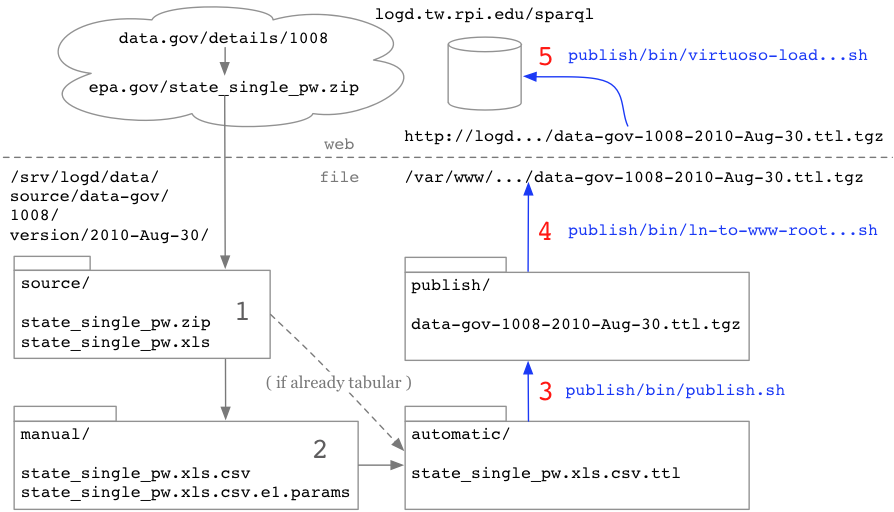 logd.tw.rpi.edu/sparql
data.gov/details/1008
epa.gov/state_single_pw.zip
5
publish/bin/virtuoso-load...sh
http://logd.../data-gov-1008-2010-Aug-30.ttl.tgz
web
file
/srv/logd/data/
source/data-gov/
1008/
version/2010-Aug-30/
/var/www/.../data-gov-1008-2010-Aug-30.ttl.tgz
4
publish/bin/ln-to-www-root...sh
source/
1
state_single_pw.zip
state_single_pw.xls
publish/
data-gov-1008-2010-Aug-30.ttl.tgz
( if already tabular )
3
publish/bin/publish.sh
manual/
2
state_single_pw.xls.csv
state_single_pw.xls.csv.e1.params
automatic/
state_single_pw.xls.csv.ttl